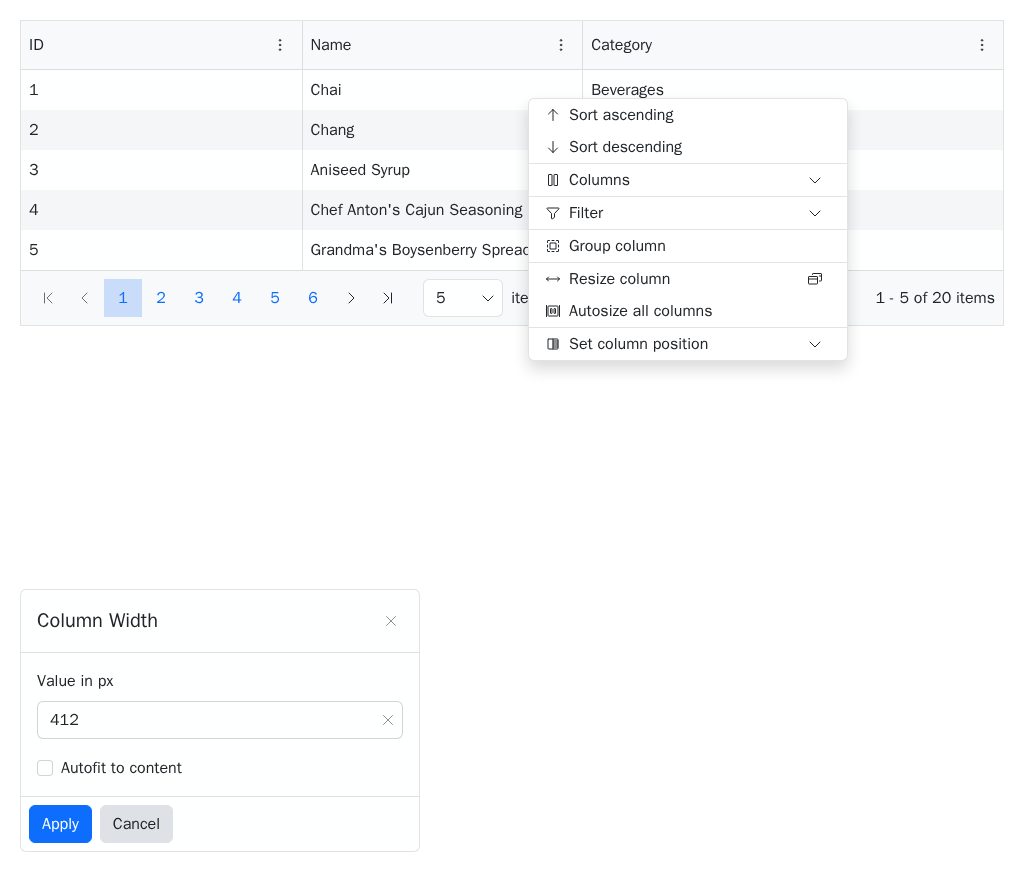 ID Name Category
1 Chai Beverages
2 Chang
3 Aniseed Syrup
4 Chef Anton's Cajun Seasoning
5 Grandma's Boysenberry Spread
Sort ascending
Sort descending
Columns
Filter
Group column
Resize column
Autosize all columns
Set column position
1 2 3 4 5 6 5 ite 1 - 5 of 20 items
Column Width
Value in px
412
Autofit to content
Apply Cancel